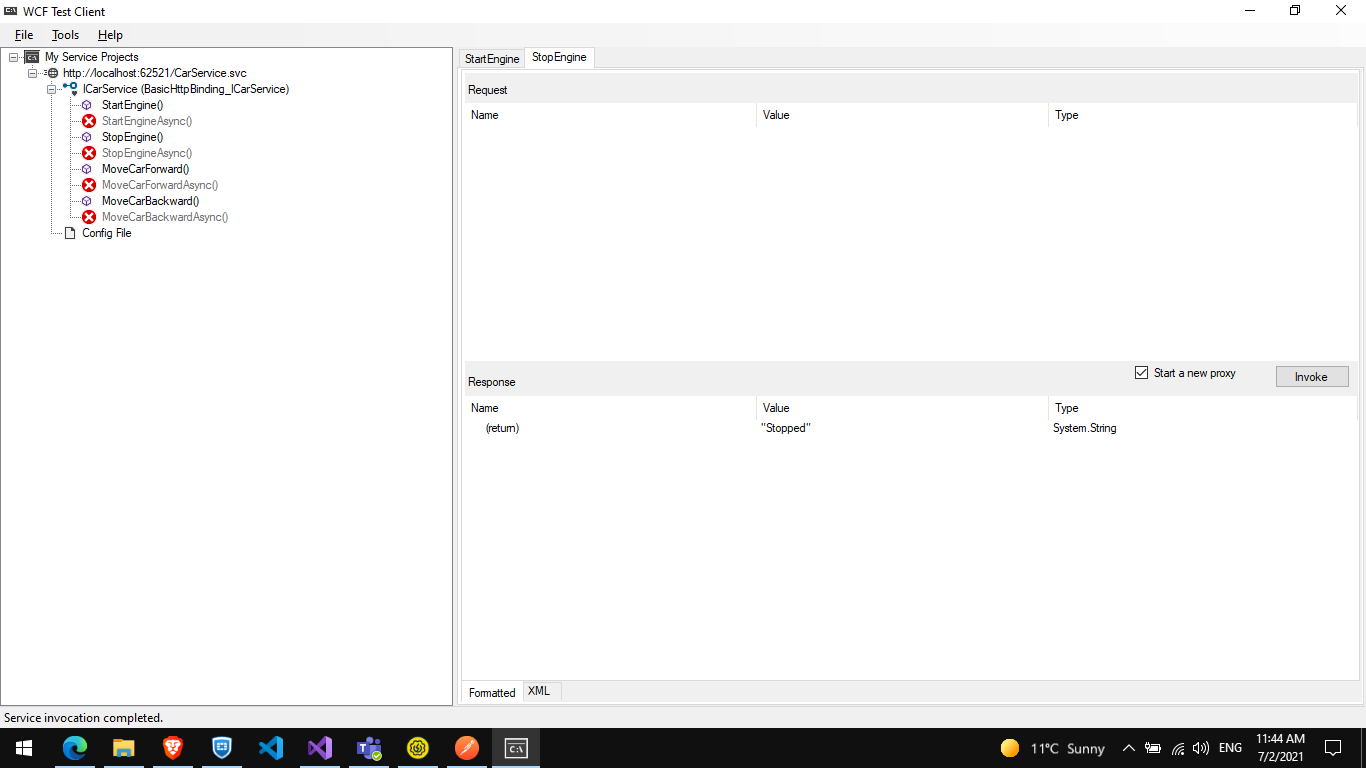 WCF Test Client
File Tools Help
My Service Projects
http://localhost:62521/CarService.svc
ICarService (BasicHttpBinding_ICarService)
StartEngine()
StartEngineAsync()
StopEngine()
StopEngineAsync()
MoveCarForward()
MoveCarForwardAsync()
MoveCarBackward()
MoveCarBackwardAsync()
Config File
StartEngine StopEngine
Request
Name Value Type
Response
Start a new proxy Invoke
Name Value Type
(return) "Stopped" System.String
Formatted XML
Service invocation completed.
11°C Sunny ENG
11:44 AM
7/2/2021